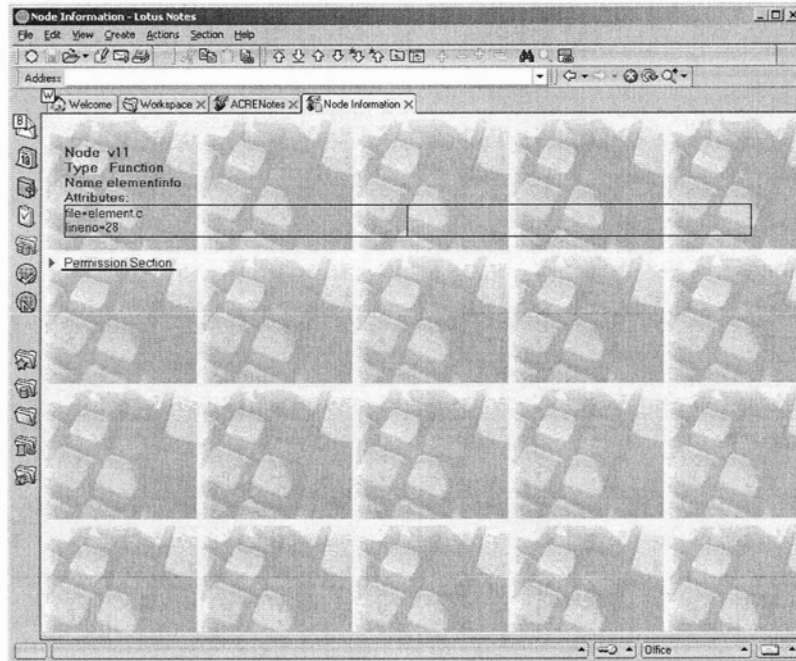 Node Information - Lotus Notes
File Edit View Create Actions Section Help
Address
Welcome Workspace ACRENotes Node Information
Node v11
Type Function
Name elementinfo
Attributes:
file=element.c
lineno=28
Permission Section
Office